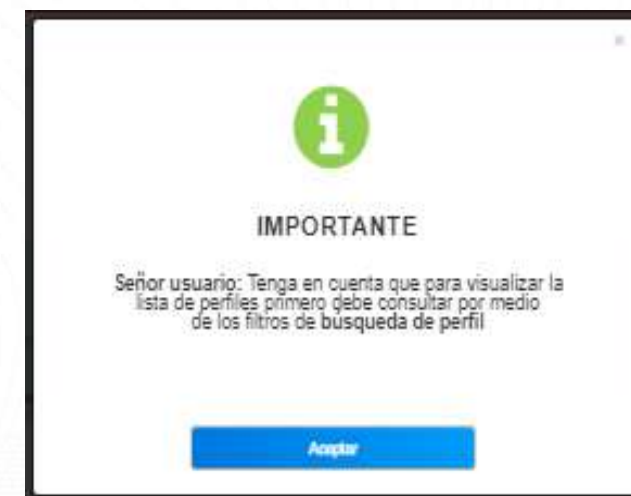 IMPORTANTE
Señor usuario: Tenga en cuenta que para visualizar la
lista de perfiles primero debe consultar por medio
de los filtros de búsqueda de perfil
Aceptar